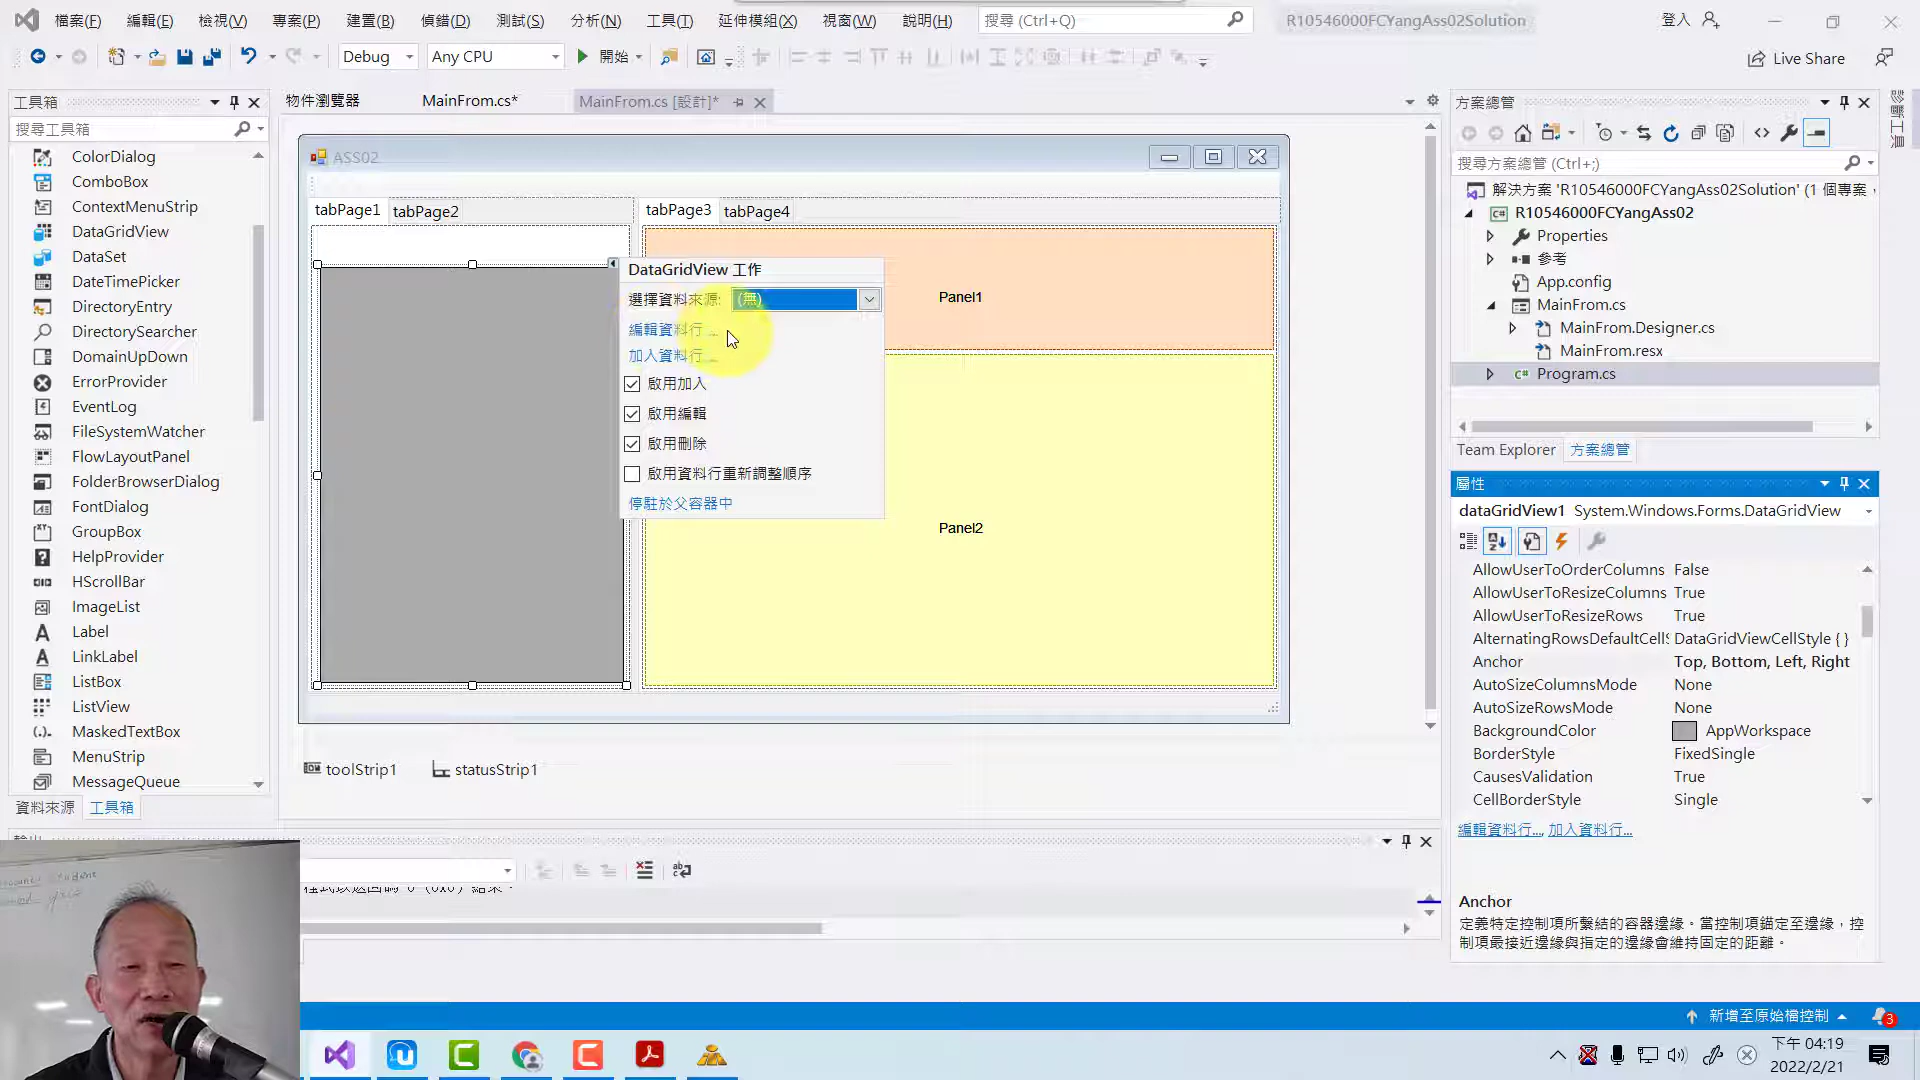 檔案(F) 編輯(E) 檢視(V) 專案(P) 建置(B) 偵錯(D) 測試(S) 分析(N) 工具(T) 延伸模組(X) 視窗(W) 說明(H) 搜尋 (Ctrl+Q) R10546000FCYangAss02Solution 登入
Debug Any CPU 開始 Live Share
工具箱
搜尋工具箱
ColorDialog
ComboBox
ContextMenuStrip
DataGridView
DataSet
DateTimePicker
DirectoryEntry
DirectorySearcher
DomainUpDown
ErrorProvider
EventLog
FileSystemWatcher
FlowLayoutPanel
FolderBrowserDialog
FontDialog
GroupBox
HelpProvider
HScrollBar
ImageList
Label
LinkLabel
ListBox
ListView
MaskedTextBox
MenuStrip
MessageQueue
資料來源 工具箱
物件瀏覽器 MainFrom.cs* MainFrom.cs [設計]*
ASS02
tabPage1 tabPage2 tabPage3 tabPage4
DataGridView 工作
選擇資料來源: (無)
編輯資料行...
加入資料行...
啟用加入
啟用編輯
啟用刪除
啟用資料行重新調整順序
停駐於父容器中
Panel1
Panel2
toolStrip1 statusStrip1
方案總管
搜尋方案總管 (Ctrl+;)
解決方案 'R10546000FCYangAss02Solution' (1 個專案，
R10546000FCYangAss02
Properties
參考
App.config
MainFrom.cs
MainFrom.Designer.cs
MainFrom.resx
Program.cs
Team Explorer 方案總管
診斷工具
屬性
dataGridView1 System.Windows.Forms.DataGridView
AllowUserToOrderColumns False
AllowUserToResizeColumns True
AllowUserToResizeRows True
AlternatingRowsDefaultCellS DataGridViewCellStyle { }
Anchor Top, Bottom, Left, Right
AutoSizeColumnsMode None
AutoSizeRowsMode None
BackgroundColor AppWorkspace
BorderStyle FixedSingle
CausesValidation True
CellBorderStyle Single
編輯資料行..., 加入資料行...
Anchor
定義特定控制項所繫結的容器邊緣。當控制項錨定至邊緣，控
制項最接近邊緣與指定的邊緣會維持固定的距離。
新增至原始檔控制 3
下午 04:19
2022/2/21